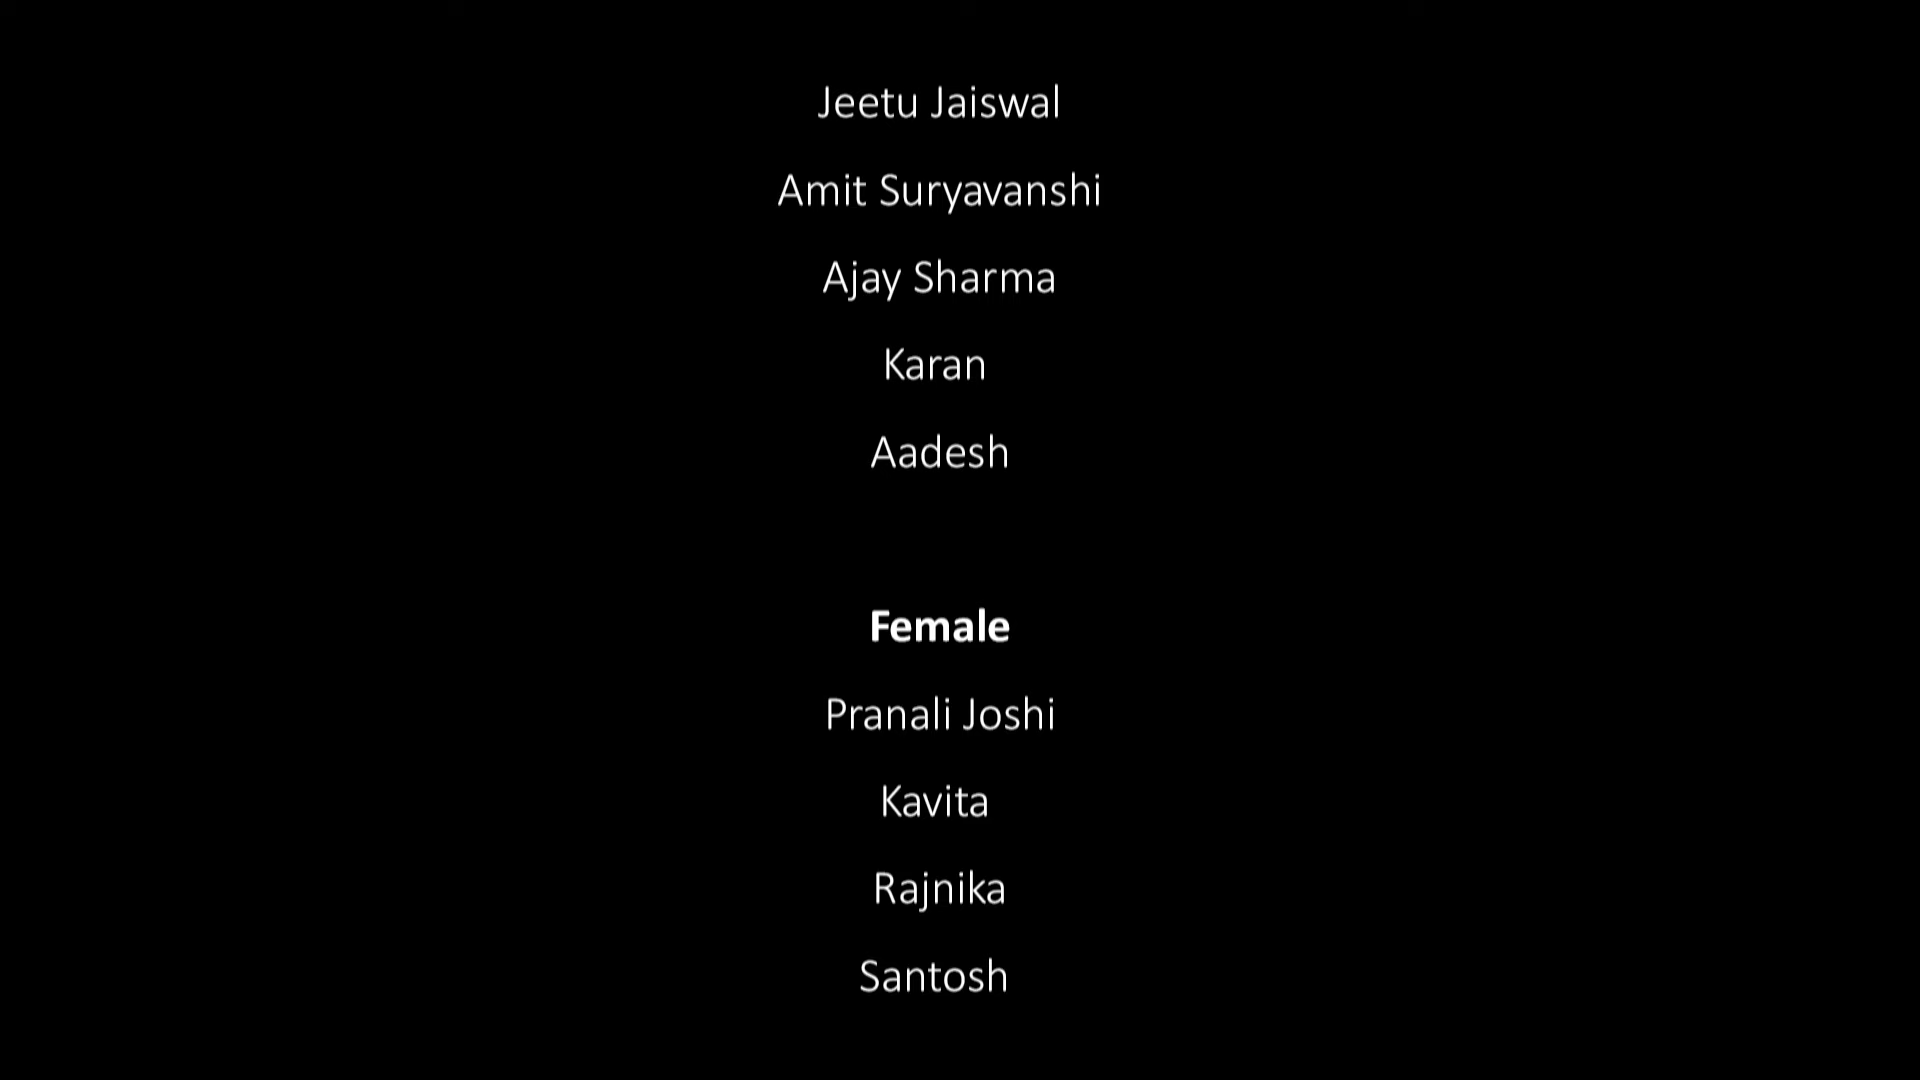 Jeetu Jaiswal
Amit Suryavanshi
Ajay Sharma
Karan
Aadesh
Female
Pranali Joshi
Kavita
Rajnika
Santosh